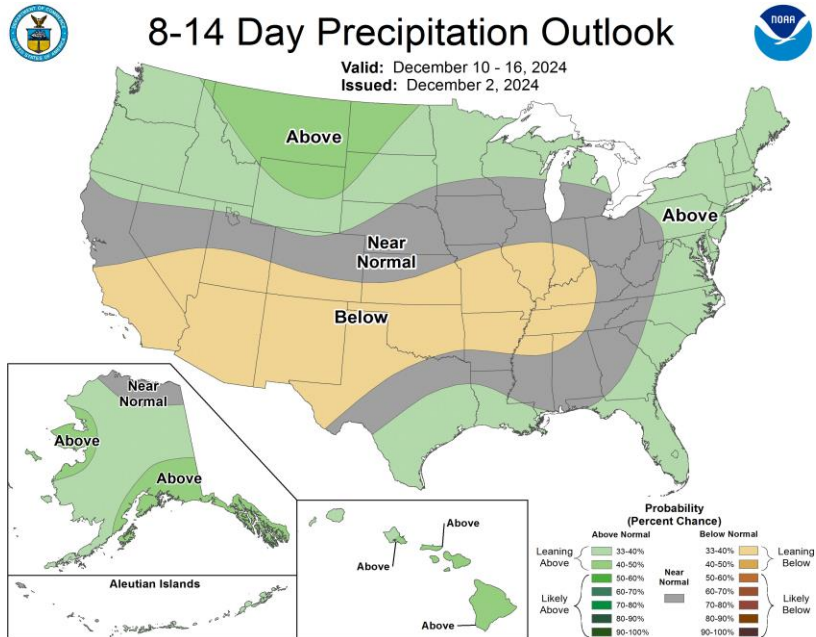 8-14 Day Precipitation Outlook
Valid: December 10 - 16, 2024
Issued: December 2, 2024
NOAA
Above
Above
Near
Normal
Below
Near
Normal
Above
Above
Aleutian Islands
Above
Above
Above
Probability
(Percent Chance)
Above Normal
Below Normal
Leaning
Above
33-40%
40-50%
50-60%
60-70%
70-80%
80-90%
90-100%
Likely
Above
Near
Normal
33-40%
40-50%
50-60%
60-70%
70-80%
80-90%
90-100%
Leaning
Below
Likely
Below